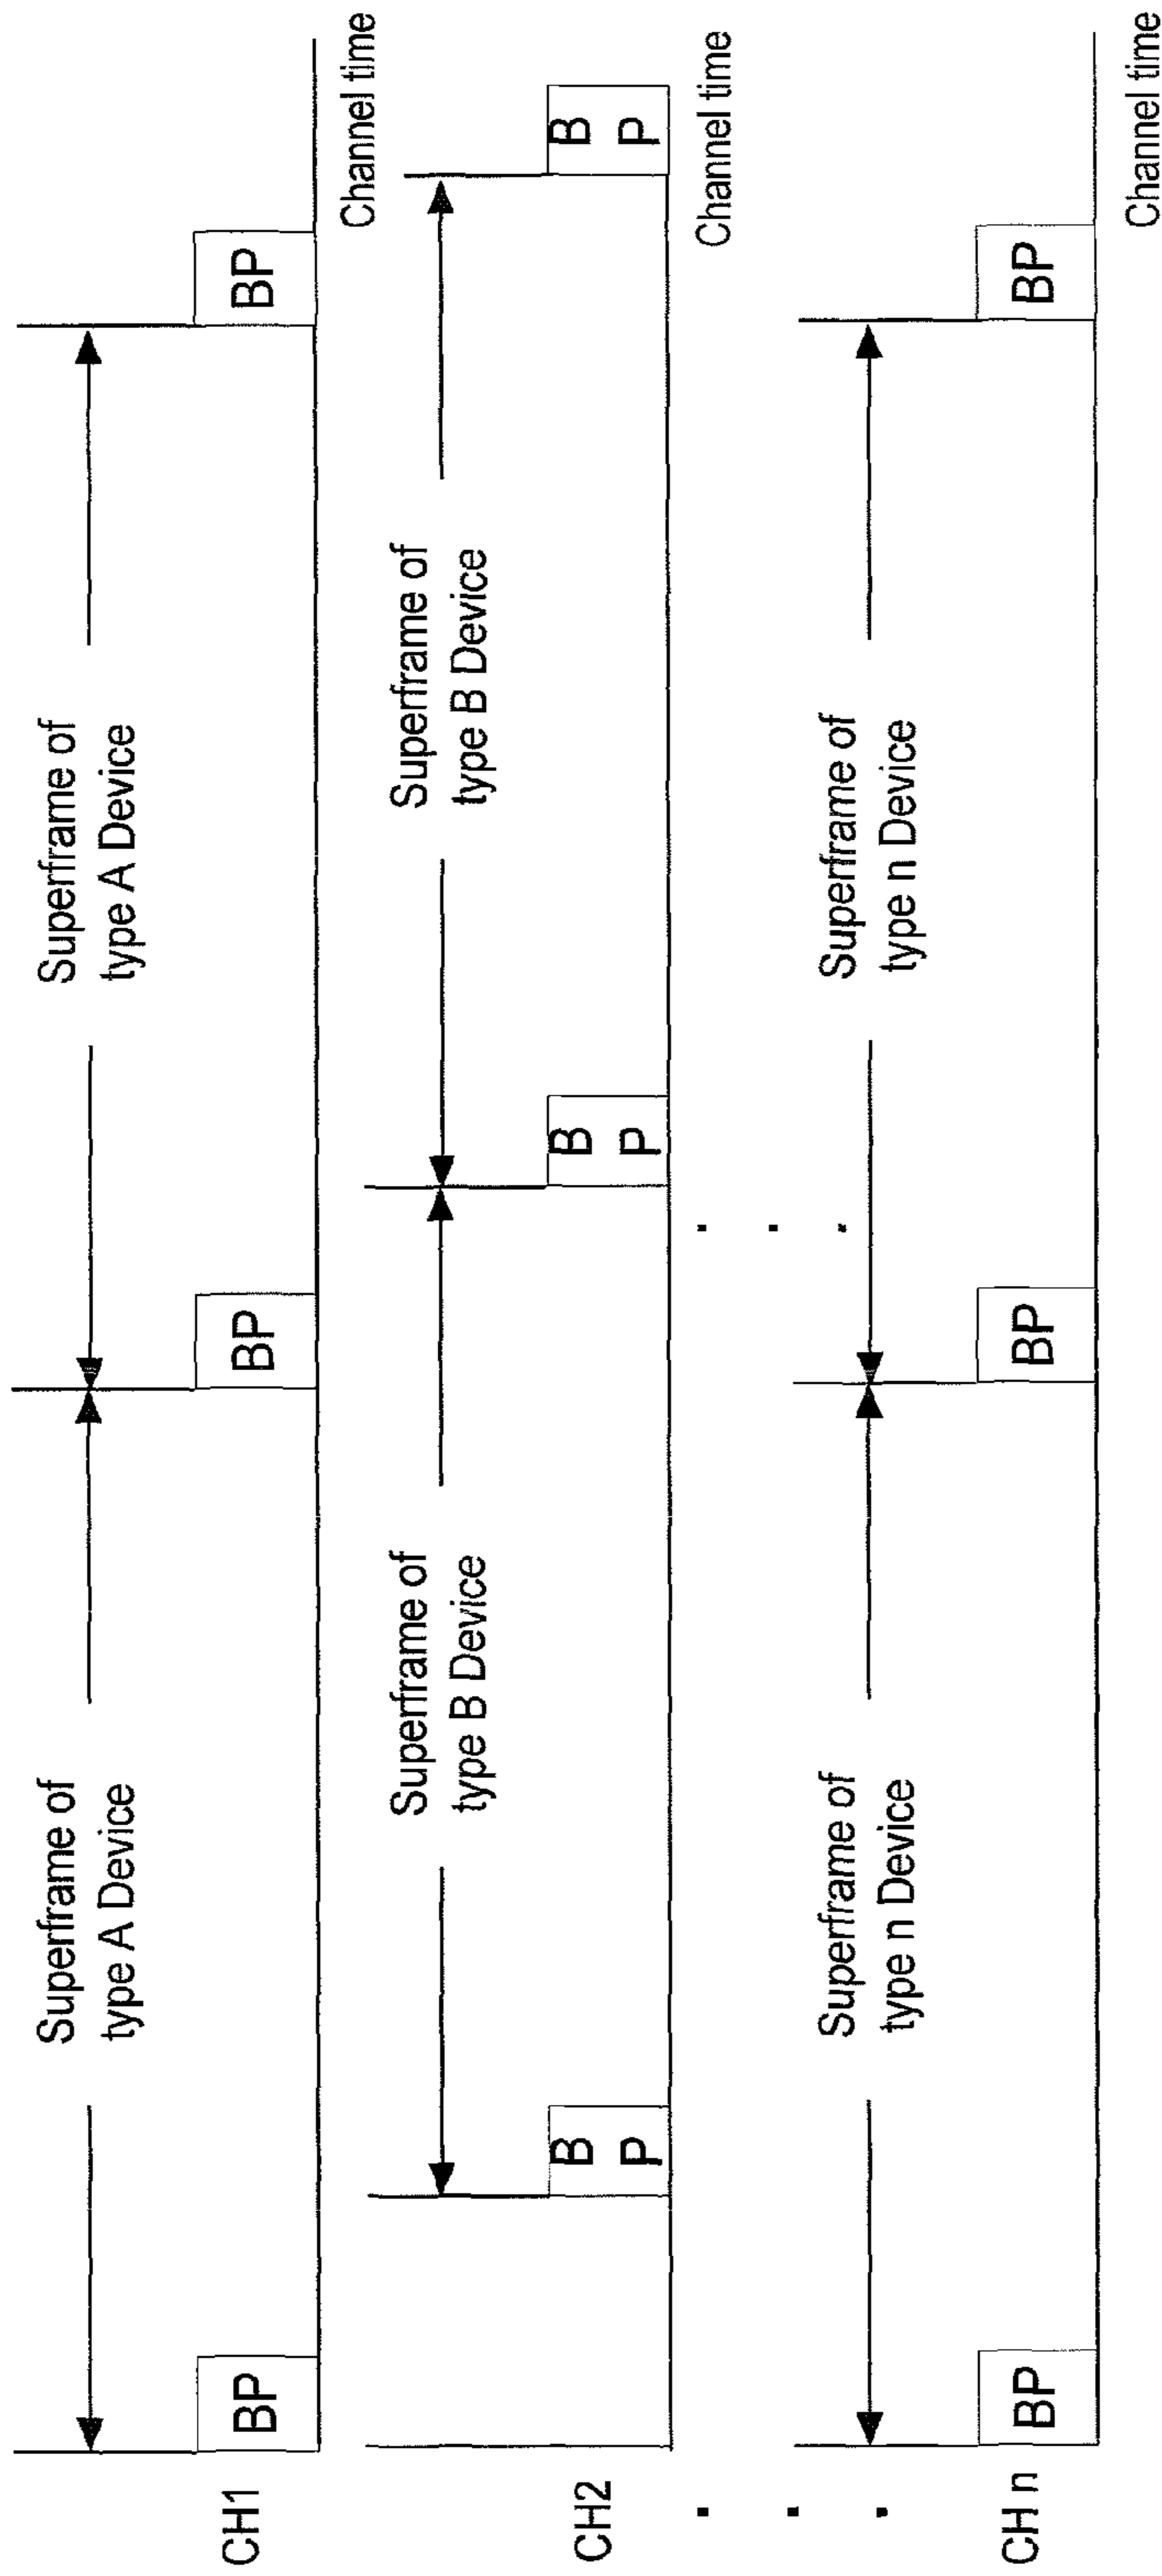 Superframe of
type A Device
Superframe of
type A Device
CH1
BP
BP
BP
Channel time
Superframe of
type B Device
Superframe of
type B Device
CH2
B
P
B
P
B
P
Channel time
. . .
. . .
Superframe of
type n Device
Superframe of
type n Device
CH n
BP
BP
BP
Channel time